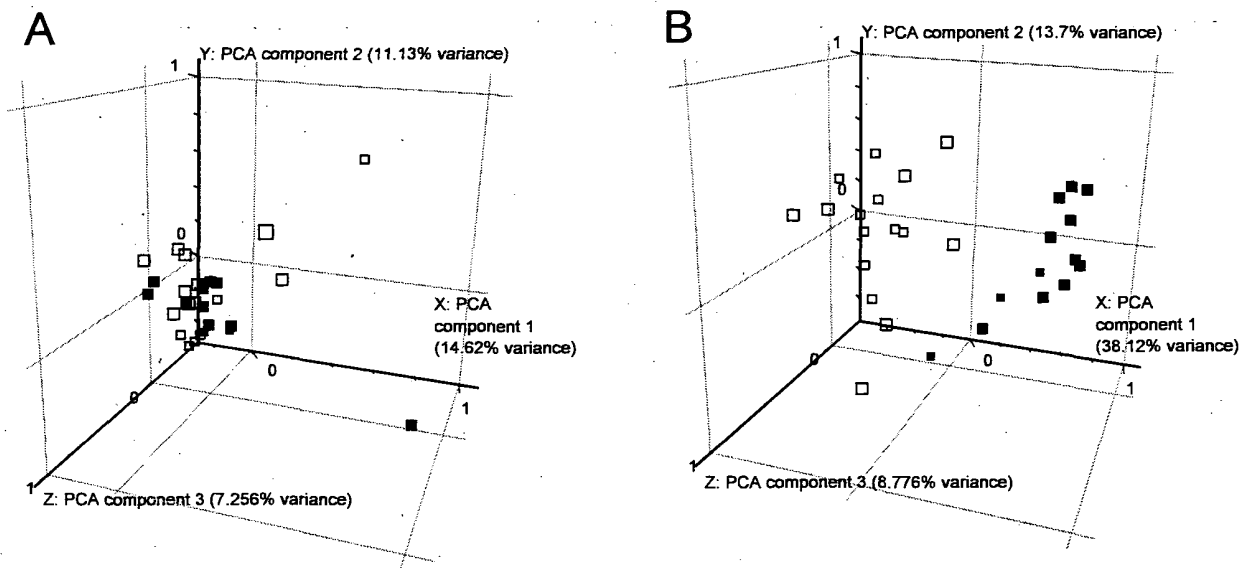 A
Y: PCA component 2 (11.13% variance)
1
0
X: PCA
component 1
(14.62% variance)
0
1
0
1
Z: PCA component 3 (7.256% variance)
B
Y: PCA component 2 (13.7% variance)
1
0
X: PCA
component 1
(38.12% variance)
0
0
1
1
Z: PCA component 3 (8.776% variance)